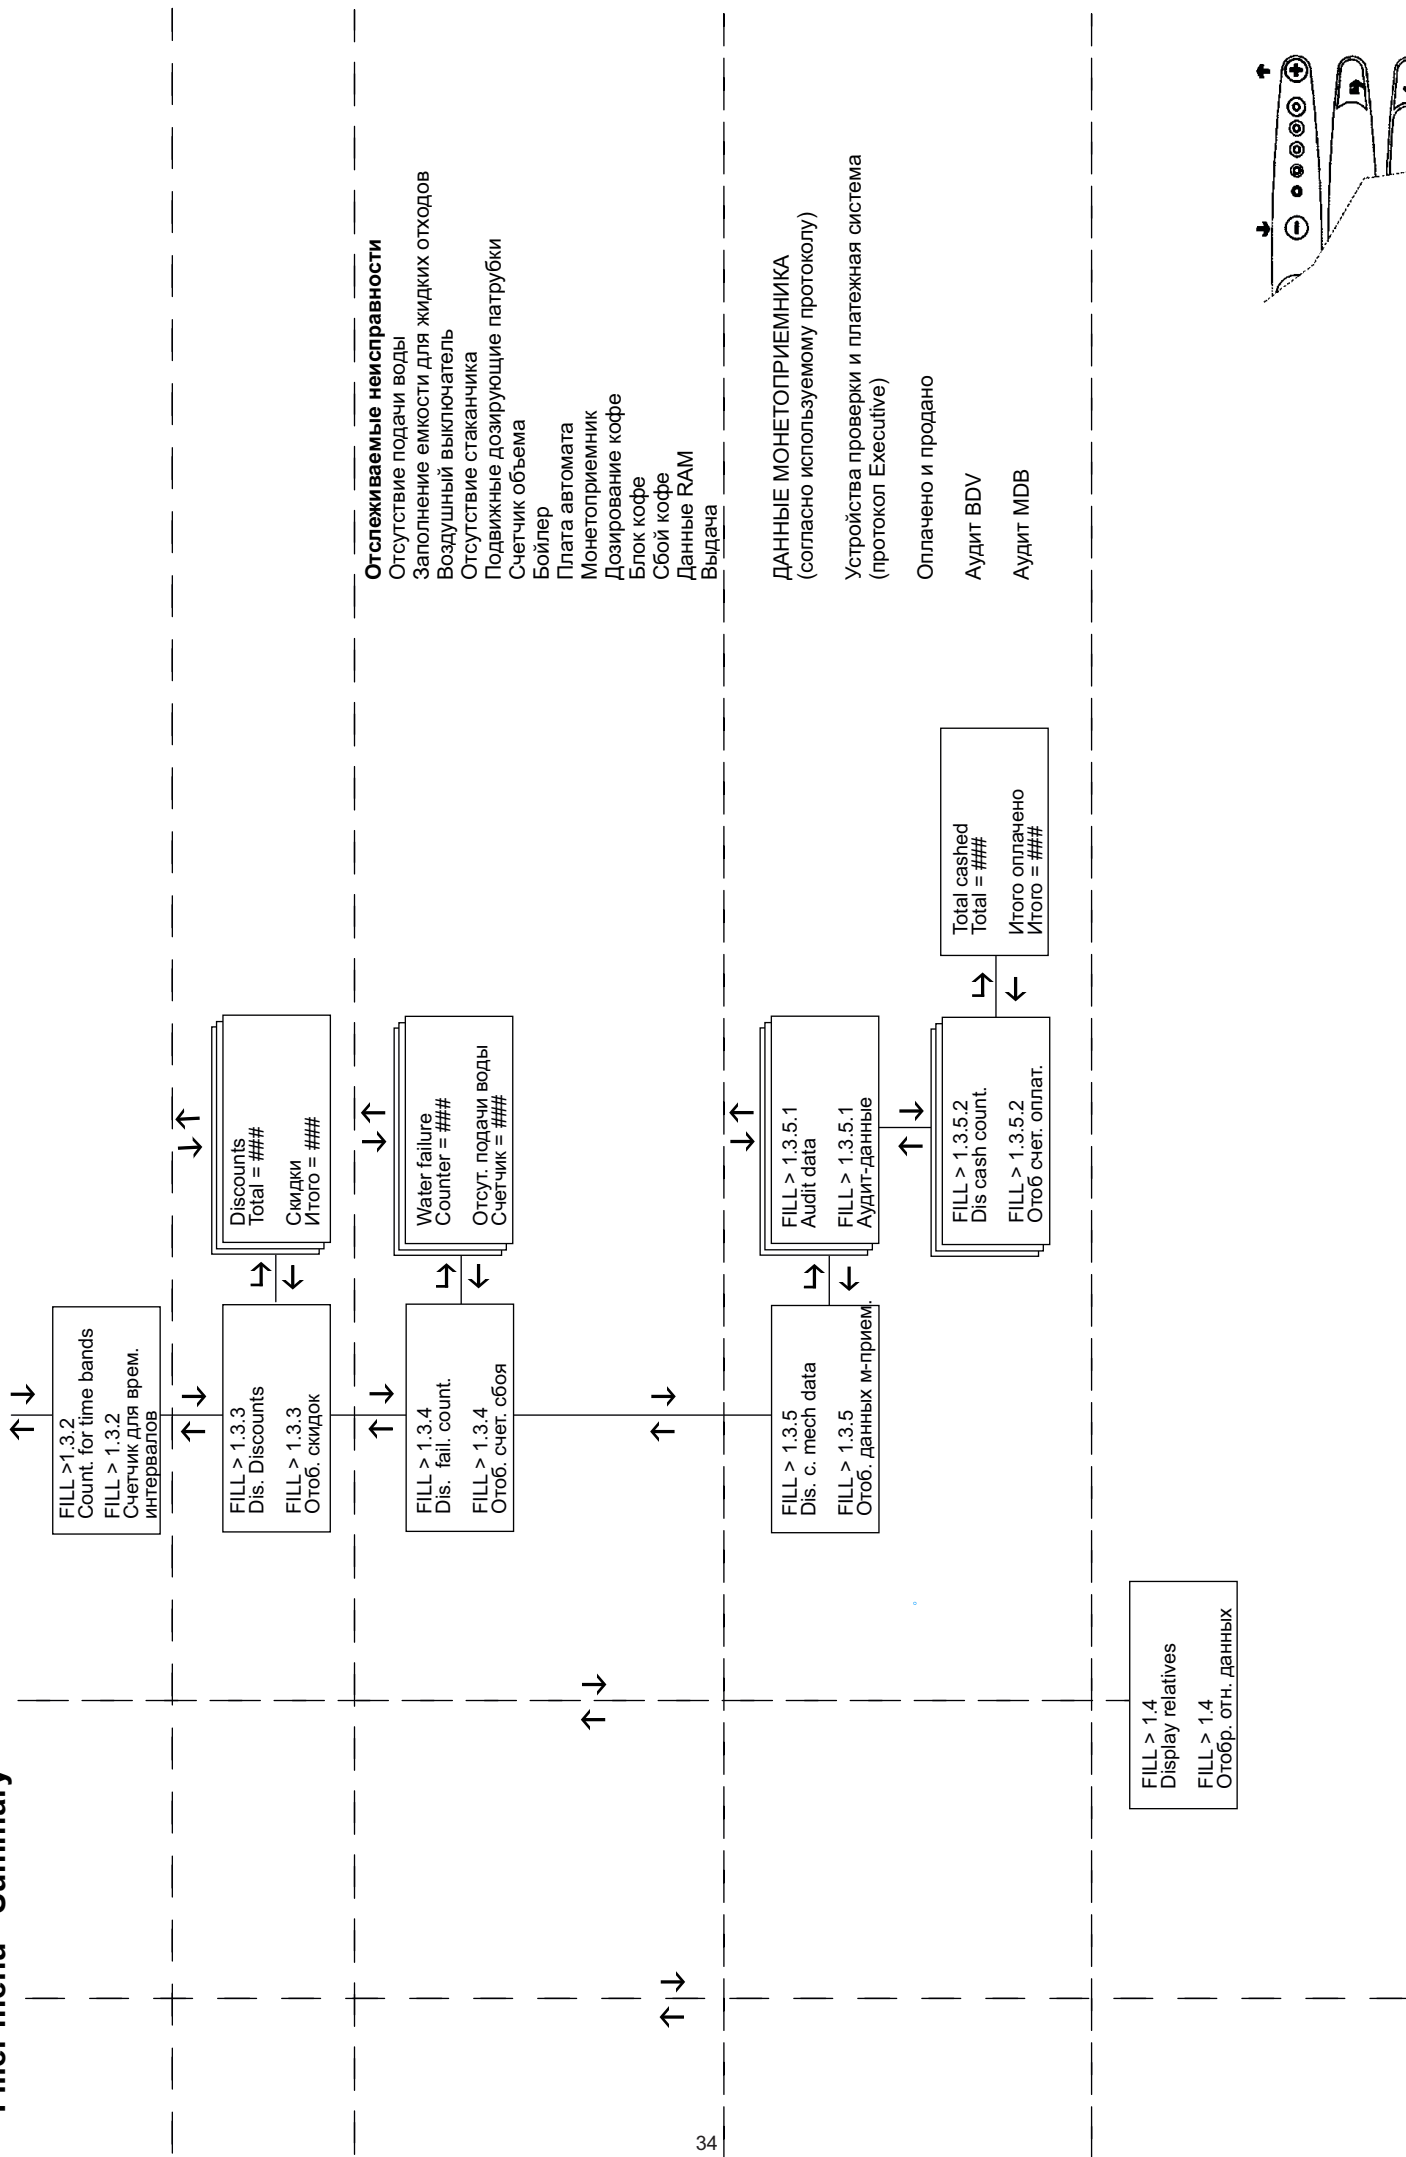 Filler menu - Summary
FILL >1.3.2
Count. for time bands
FILL > 1.3.2
Счетчик для врем.
интервалов
FILL > 1.3.3
Dis. Discounts
FILL > 1.3.3
Отоб. скидок
Discounts
Total = ###
Скидки
Итого = ###
FILL > 1.3.4
Dis. fail. count.
FILL > 1.3.4
Отоб. счет. сбоя
Water failure
Counter = ###
Отсут. подачи воды
Счетчик = ###
Отслеживаемые неисправности
Отсутствие подачи воды
Заполнение емкости для жидких отходов
Воздушный выключатель
Отсутствие стаканчика
Подвижные дозирующие патрубки
Счетчик объема
Бойлер
Плата автомата
Монетоприемник
Дозирование кофе
Блок кофе
Сбой кофе
Данные RAM
Выдача
FILL > 1.3.5
Dis. c. mech data
FILL > 1.3.5
Отоб. данных м-прием.
FILL > 1.3.5.1
Audit data
FILL > 1.3.5.1
Аудит-данные
FILL > 1.3.5.2
Dis cash count.
FILL > 1.3.5.2
Отоб счет. оплат.
Total cashed
Total = ###
Итого оплачено
Итого = ###
ДАННЫЕ МОНЕТОПРИЕМНИКА
(согласно используемому протоколу)
Устройства проверки и платежная система
(протокол Executive)
Оплачено и продано
Аудит BDV
Аудит MDB
FILL > 1.4
Display relatives
FILL > 1.4
Отобр. отн. данных
34